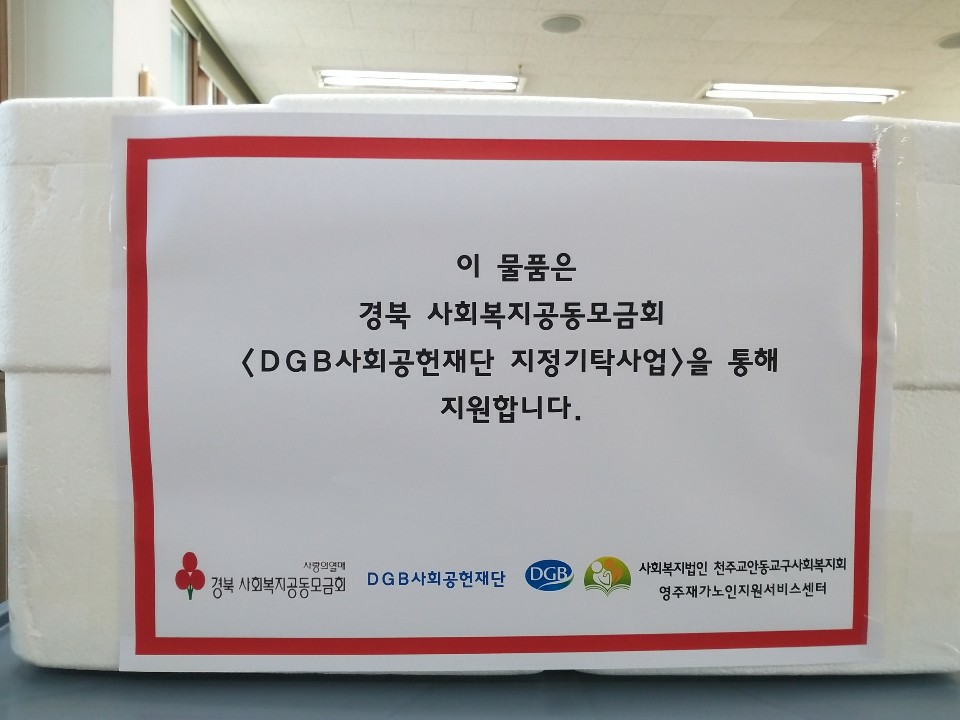 이 물품은
경북 사회복지공동모금회
<DGB사회공헌재단 지정기탁사업>을 통해
지원합니다.
사랑의열매
경북 사회복지공동모금회
DGB사회공헌재단
DGB
사회복지법인 천주교안동교구사회복지회
영주재가노인지원서비스센터